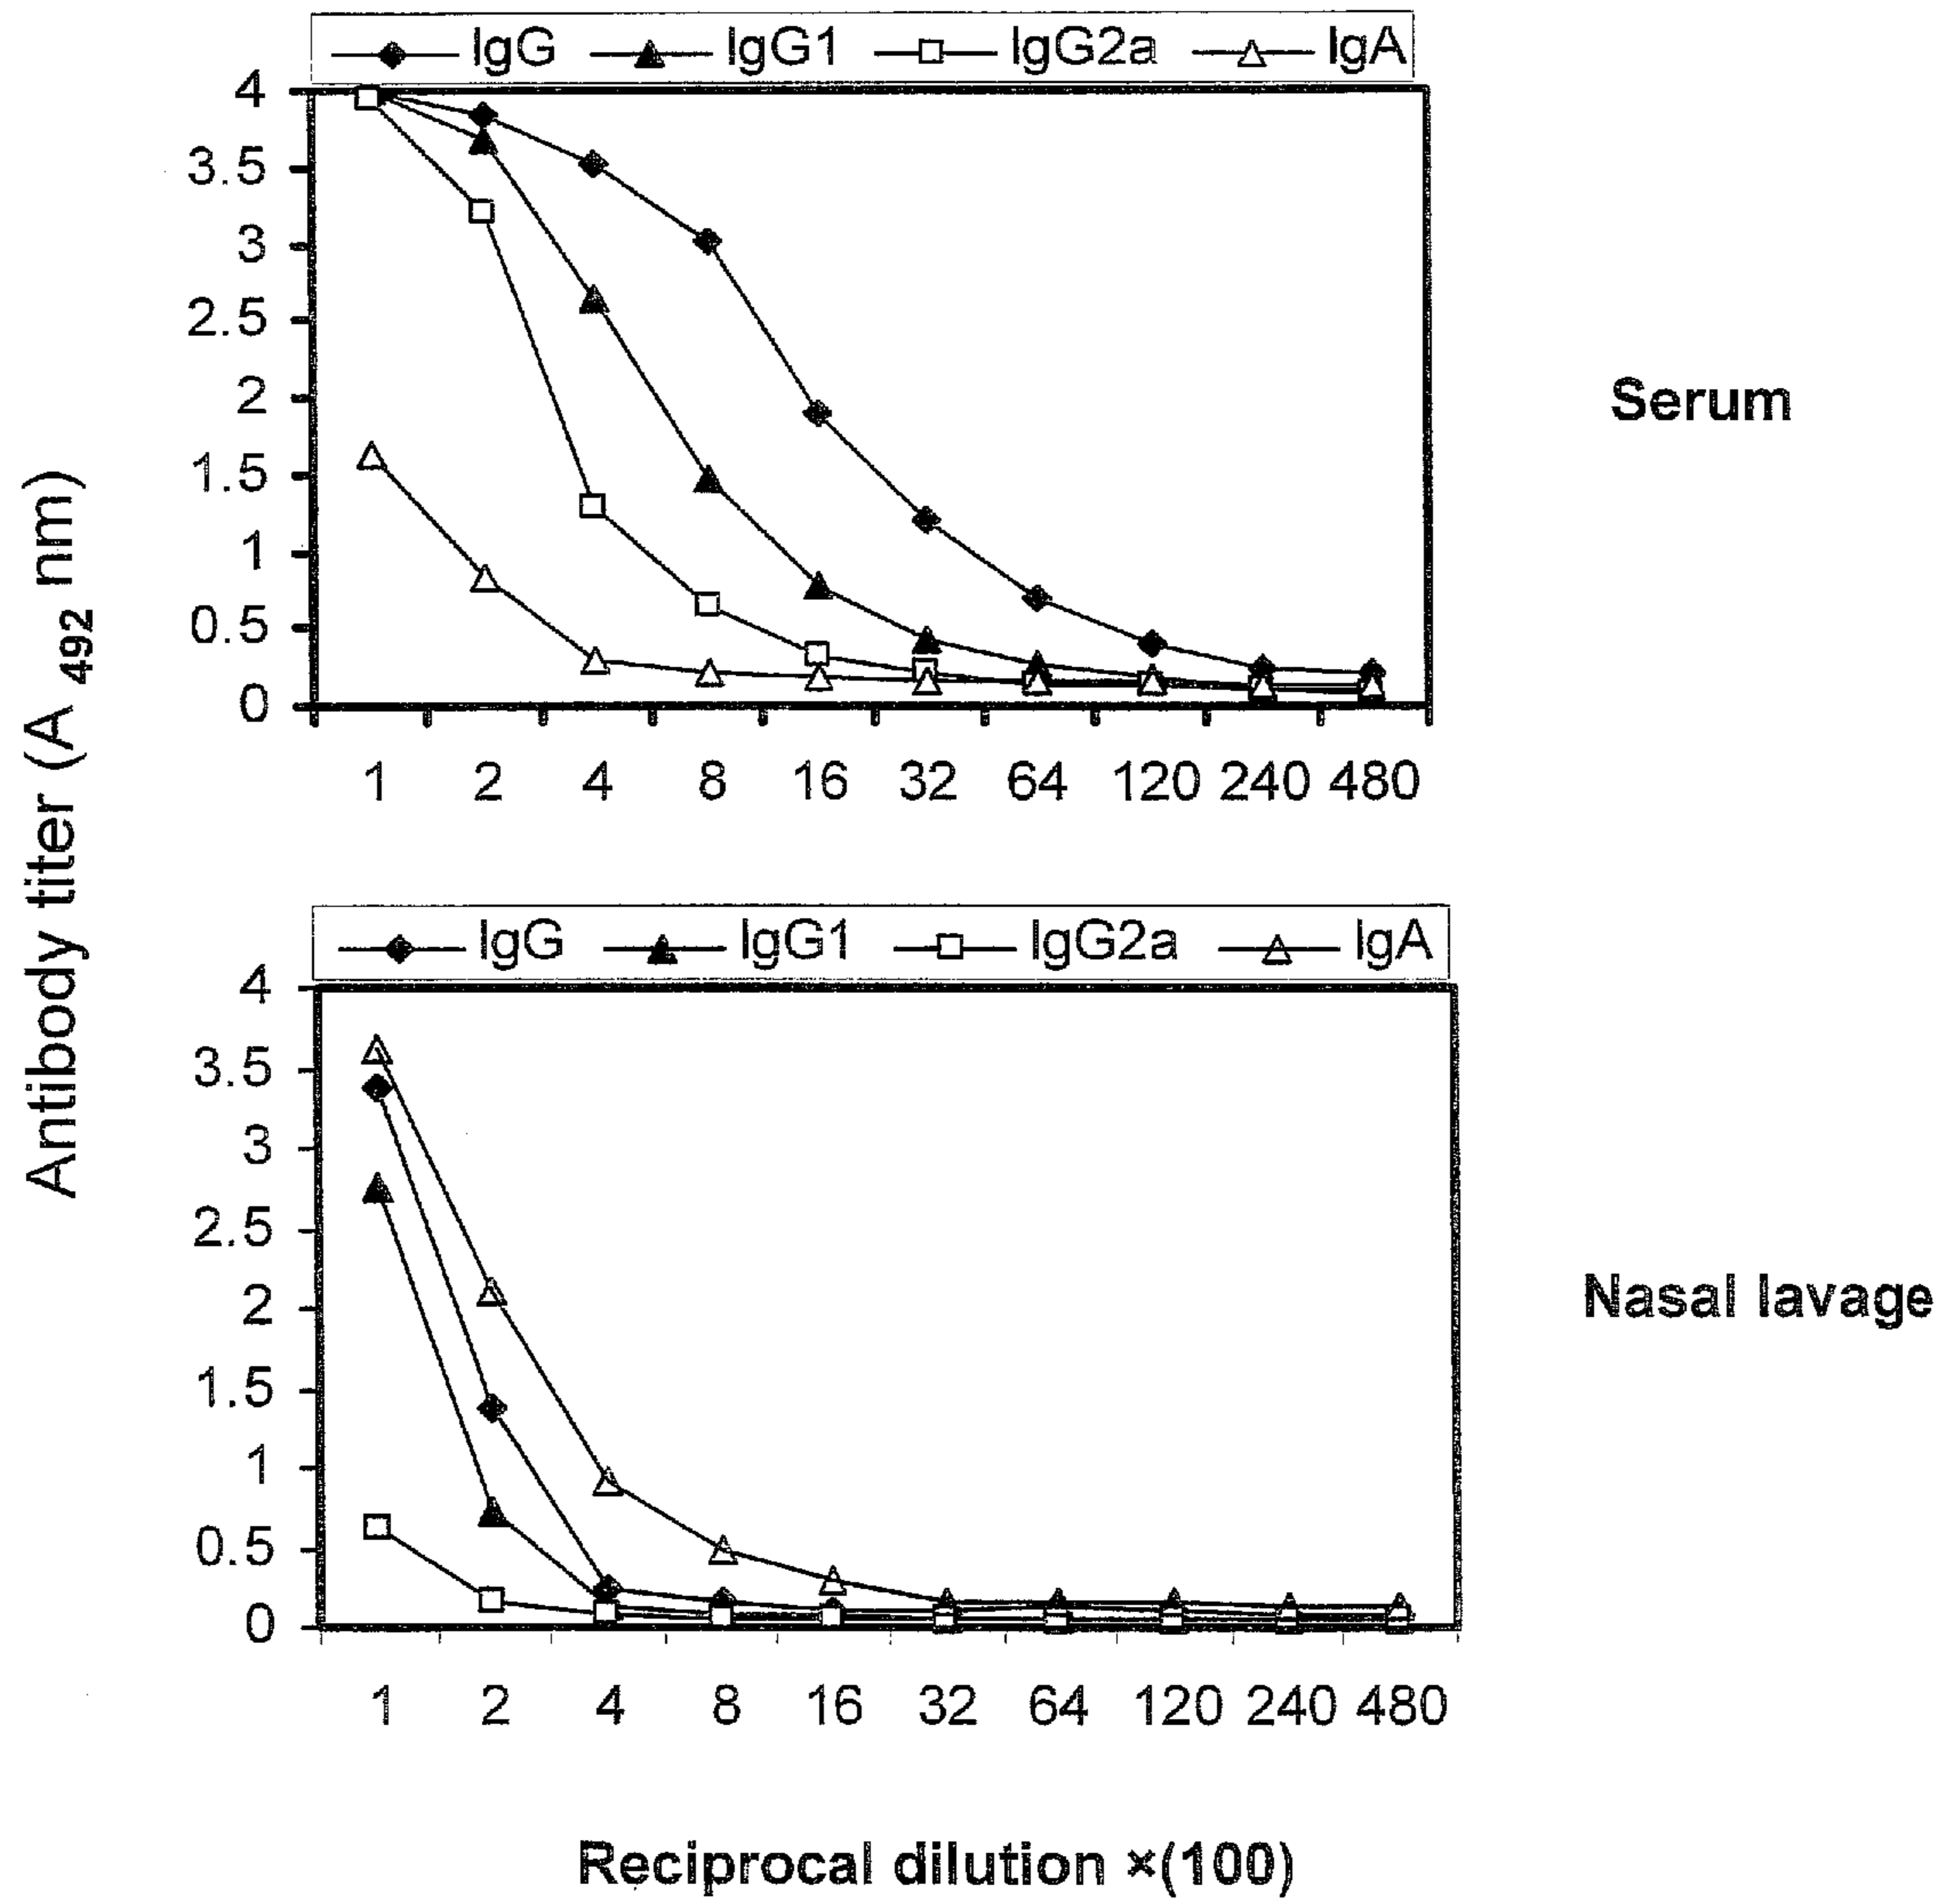 IgG IgG1 IgG2a IgA
4
3.5
3
2.5
2
1.5
1
0.5
0
1 2 4 8 16 32 64 120 240 480
Serum
Antibody titer (A 492 nm)
IgG IgG1 IgG2a IgA
4
3.5
3
2.5
2
1.5
1
0.5
0
1 2 4 8 16 32 64 120 240 480
Nasal lavage
Reciprocal dilution ×(100)